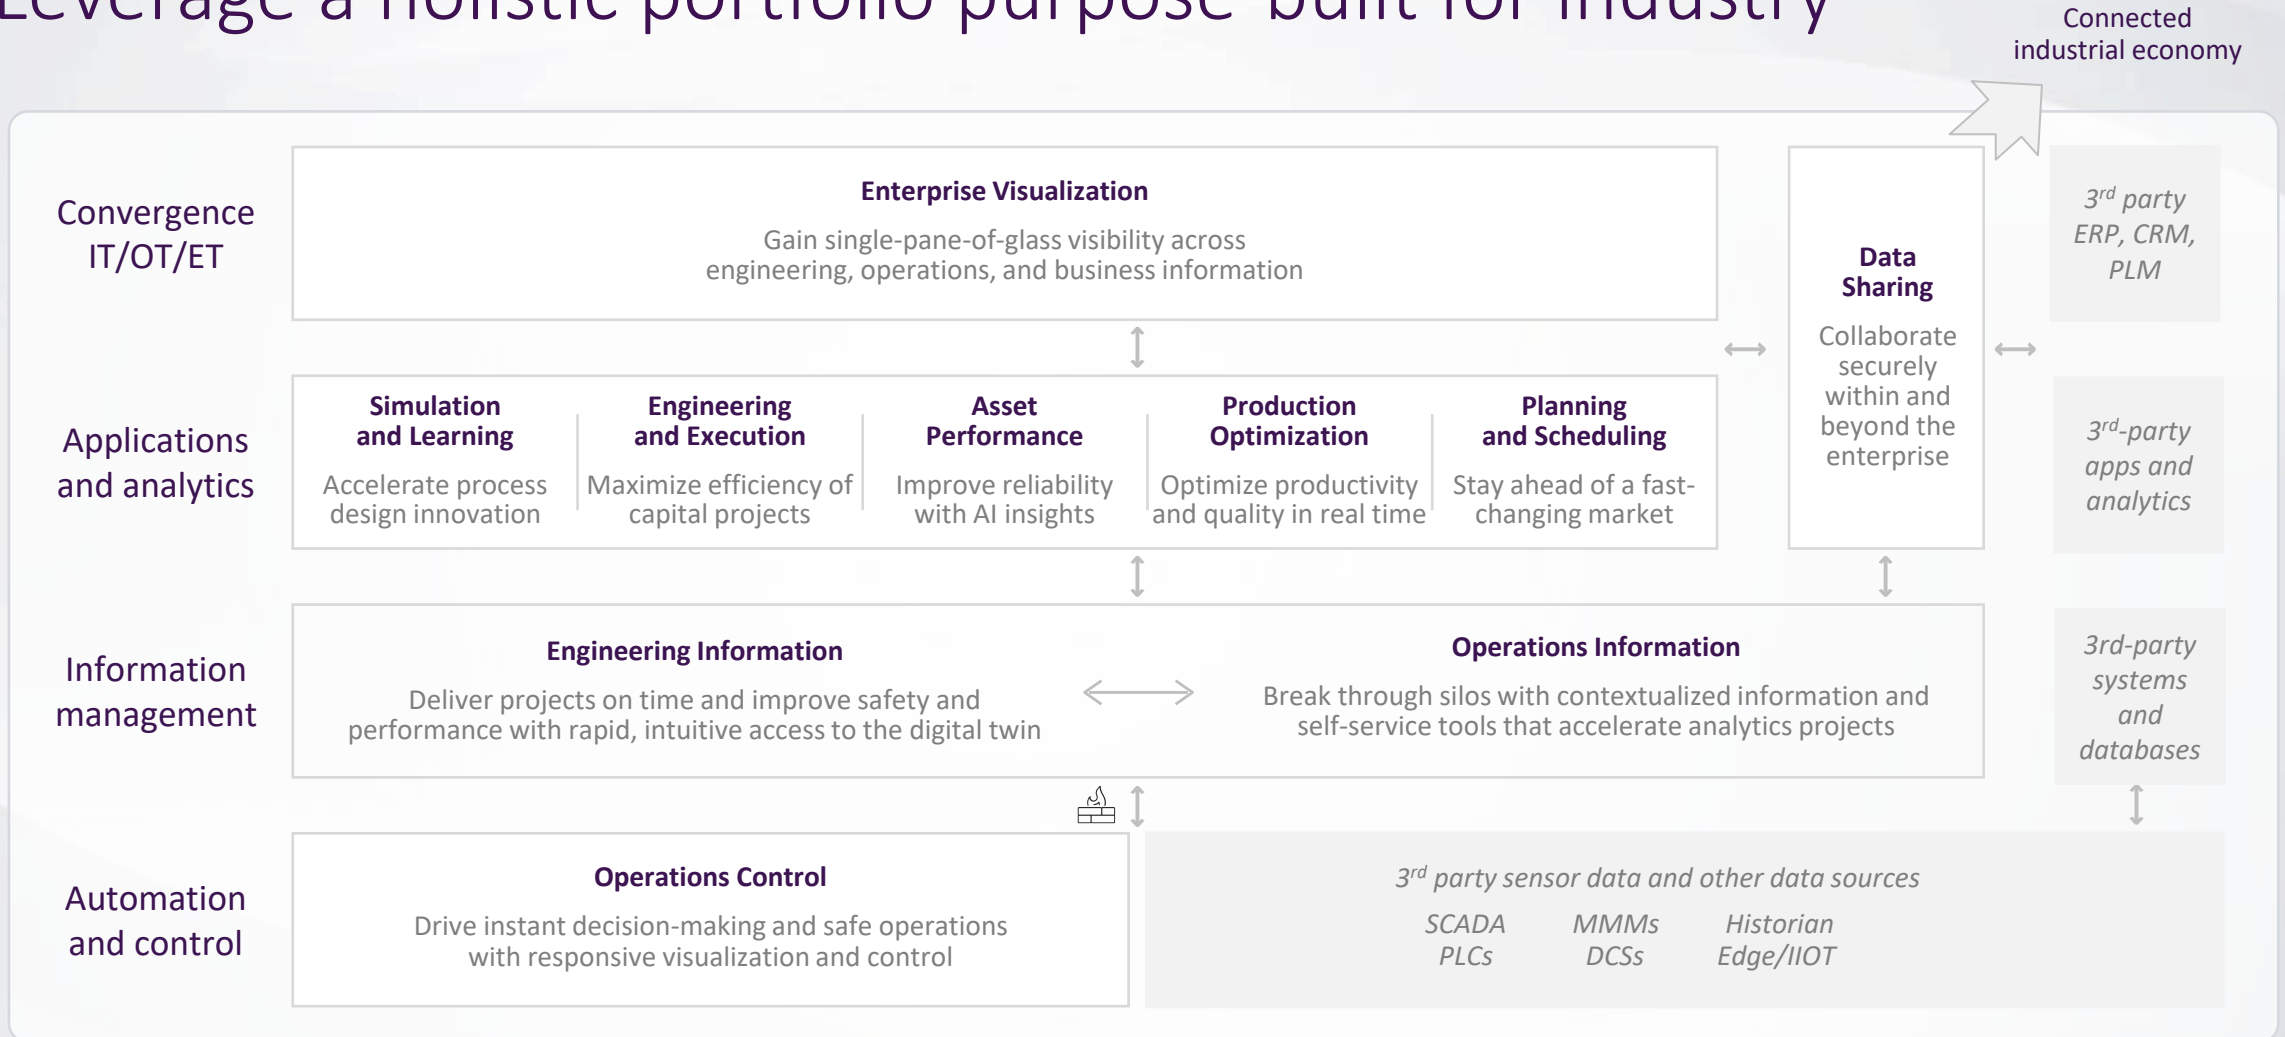 Leverage a holistic portfolio purpose-built for industry
Connected
industrial economy
Convergence
IT/OT/ET
Enterprise Visualization
Gain single-pane-of-glass visibility across
engineering, operations, and business information
Data
Sharing
Collaborate
securely
within and
beyond the
enterprise
3rd party
ERP, CRM,
PLM
Applications
and analytics
Simulation
and Learning
Accelerate process
design innovation
Engineering
and Execution
Maximize efficiency of
capital projects
Asset
Performance
Improve reliability
with AI insights
Production
Optimization
Optimize productivity
and quality in real time
Planning
and Scheduling
Stay ahead of a fast-
changing market
3rd-party
apps and
analytics
Information
management
Engineering Information
Deliver projects on time and improve safety and
performance with rapid, intuitive access to the digital twin
Operations Information
Break through silos with contextualized information and
self-service tools that accelerate analytics projects
3rd-party
systems
and
databases
Automation
and control
Operations Control
Drive instant decision-making and safe operations
with responsive visualization and control
3rd party sensor data and other data sources
SCADA MMMs Historian
PLCs DCSs Edge/IIOT